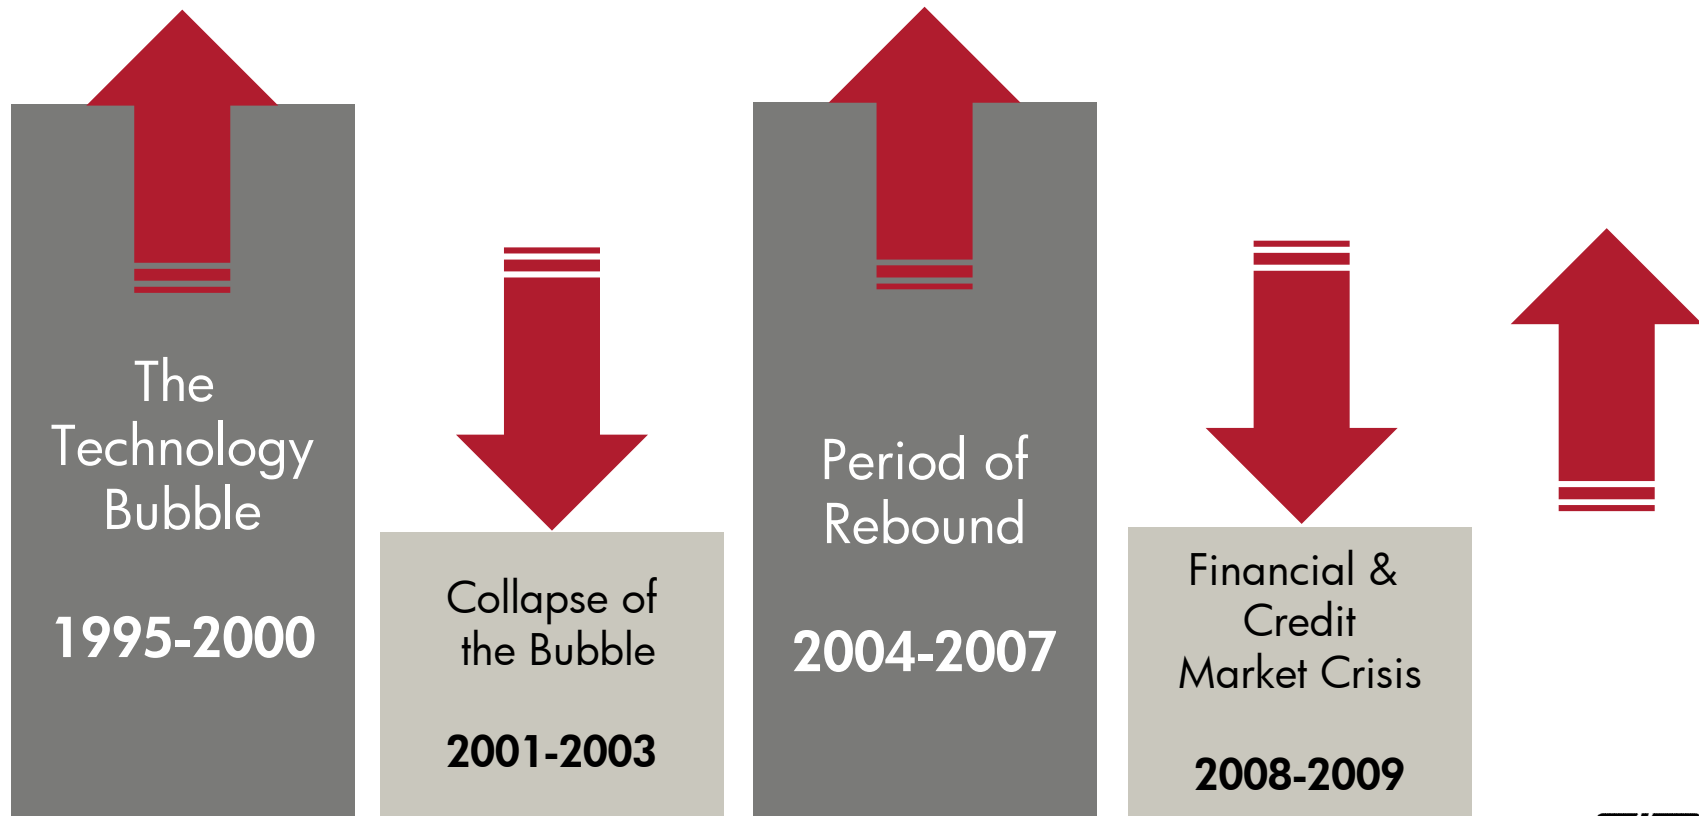 The
Technology
Bubble
1995-2000
Collapse of
the Bubble
2001-2003
Period of
Rebound
2004-2007
Financial &
Credit
Market Crisis
2008-2009